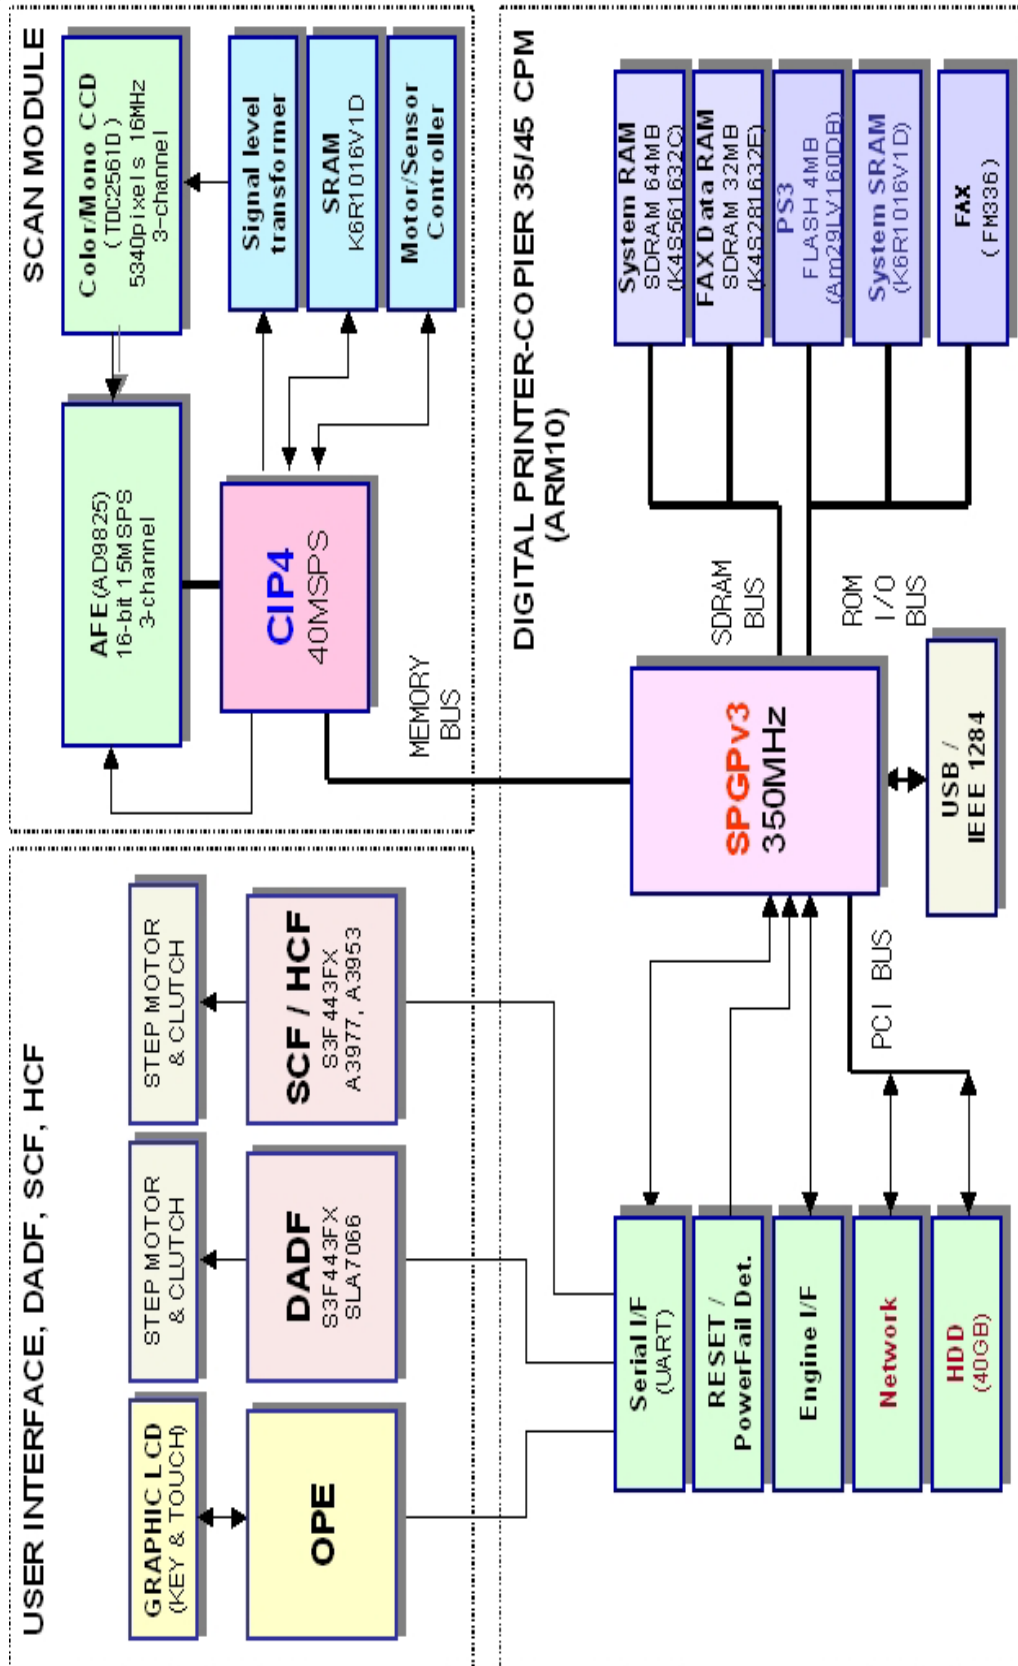 USER INTERFACE, DADF, SCF, HCF
GRAPHIC LCD
(KEY & TOUCH)
STEP MOTOR
& CLUTCH
STEP MOTOR
& CLUTCH
OPE
DADF
S3F443FX
SLA7066
SCF / HCF
S3F443FX
A3977, A3953
SCAN MODULE
AFE(AD9825)
16-bit 15MSPS
3-channel
Color/Mono CCD
(TDC2561D)
5340pixels 16MHz
3-channel
CIP4
40MSPS
Signal level
transformer
SRAM
K6R1016V1D
Motor/Sensor
Controller
MEMORY
BUS
DIGITAL PRINTER-COPIER 35/45 CPM
(ARM10)
Serial I/F
(UART)
RESET /
PowerFail Det.
Engine I/F
Network
HDD
(40GB)
PCI BUS
SPGPv3
350MHz
USB /
IEEE 1284
SDRAM
BUS
ROM
I/O
BUS
System RAM
SDRAM 64MB
(K4S561632C)
FAX Data RAM
SDRAM 32MB
(K4S281632E)
PS3
FLASH 4MB
(Am29LV160DB)
System SRAM
(K6R1016V1D)
FAX
(FM336)